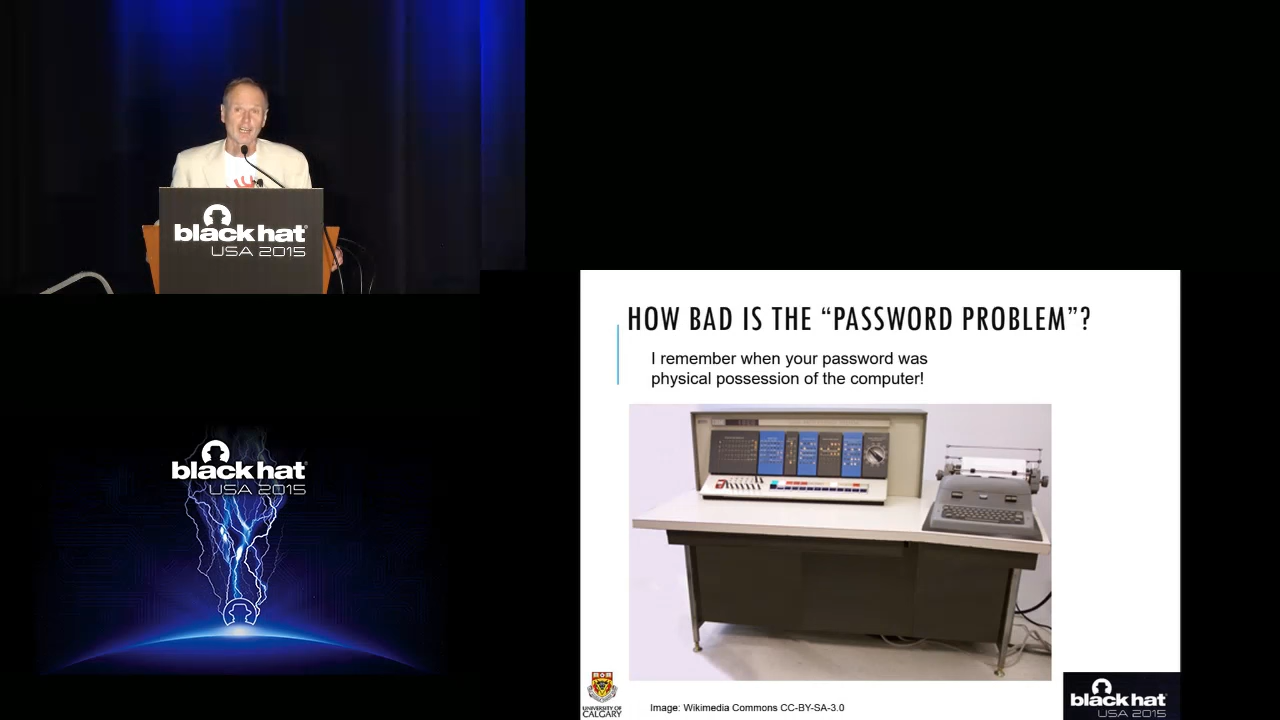 black hat
USA 2015
black hat
USA 2015
HOW BAD IS THE “PASSWORD PROBLEM”?
I remember when your password was
physical possession of the computer!
UNIVERSITY OF
CALGARY
Image: Wikimedia Commons CC-BY-SA-3.0
black hat
USA 2015